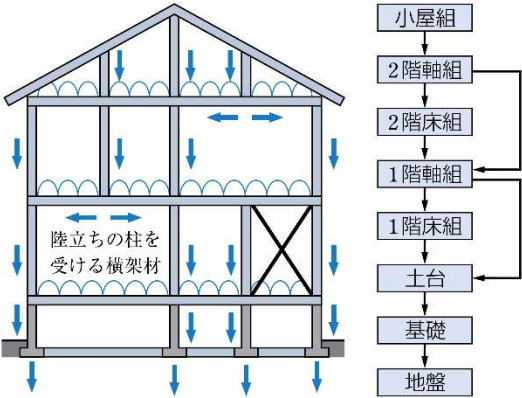 陸立ちの柱を
受ける横架材
小屋組
2階軸組
2階床組
1階軸組
1階床組
土台
基礎
地盤